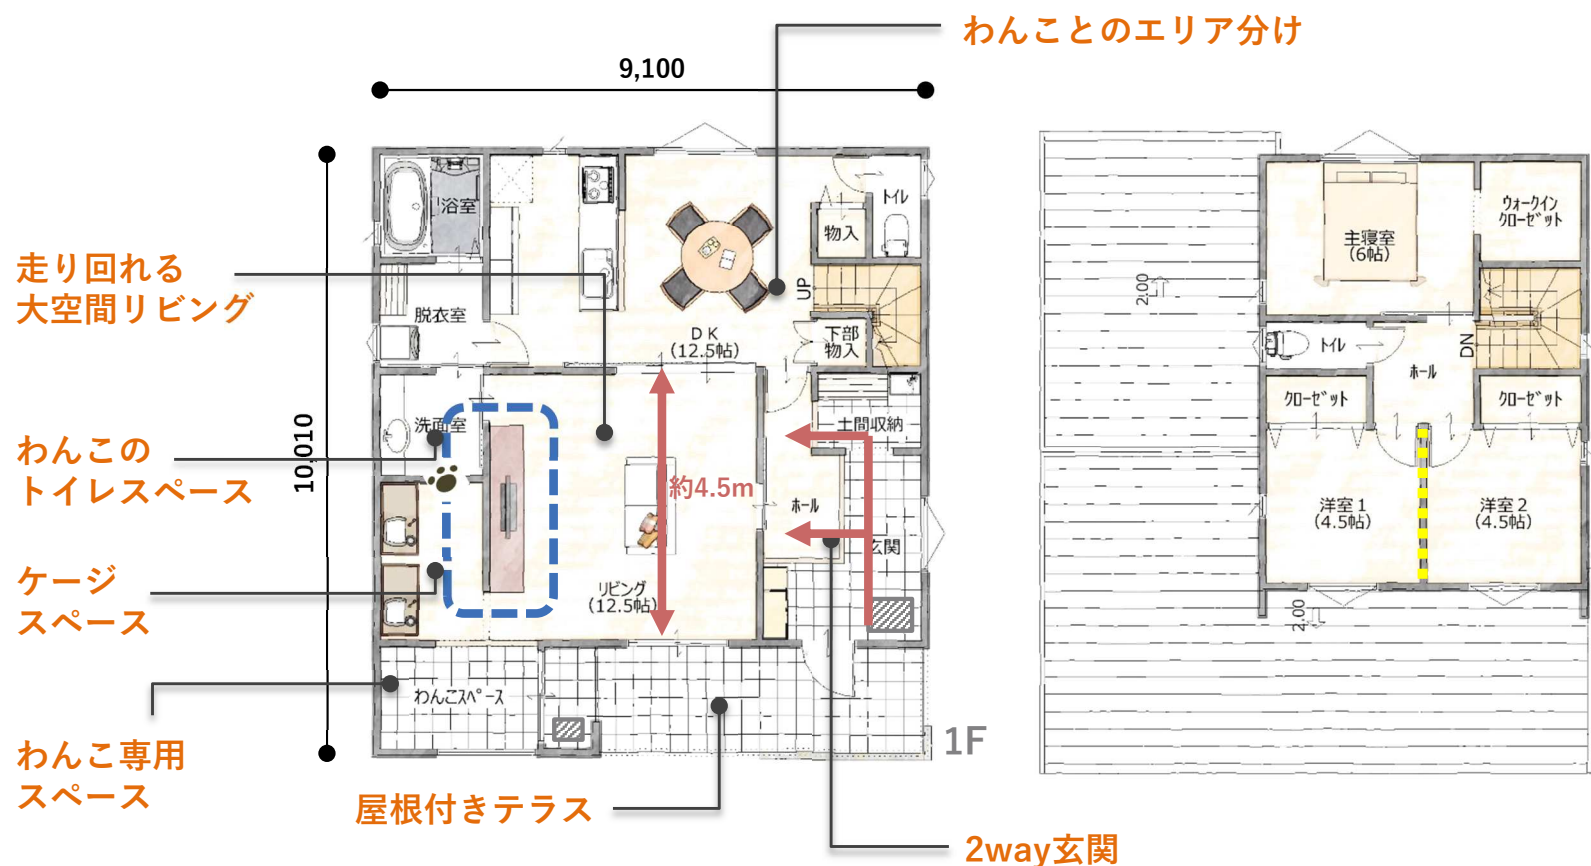 わんことのエリア分け
9,100
10,010
走り回れる
大空間リビング
わんこの
トイレスペース
ケージ
スペース
わんこ専用
スペース
屋根付きテラス
2way玄関
1F
浴室
脱衣室
洗面室
DK
(12.5帖)
物入
トイレ
UP
下部
物入
土間収納
ホール
玄関
約4.5m
リビング
(12.5帖)
わんこスペース
主寝室
(6帖)
ウォークイン
クローゼット
トイレ
DN
ホール
クローゼット
クローゼット
洋室1
(4.5帖)
洋室2
(4.5帖)
2.00
2.00